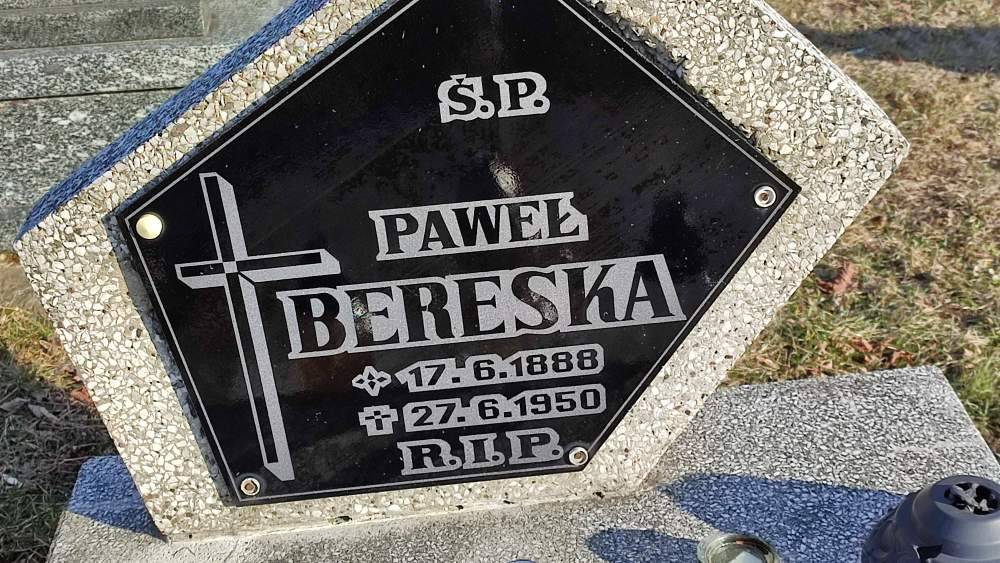 Ś.P.
PAWEŁ
BERESKA
17.6.1888
27.6.1950
R.I.P.